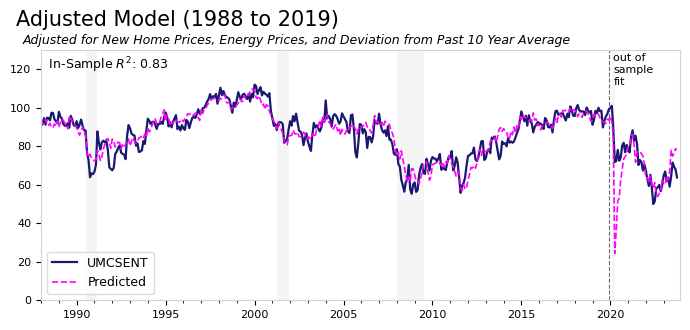 Adjusted Model (1988 to 2019)
Adjusted for New Home Prices, Energy Prices, and Deviation from Past 10 Year Average
In-Sample R²: 0.83
out of
sample
fit
120
100
80
60
40
20
0
UMCSENT
Predicted
1990
1995
2000
2005
2010
2015
2020